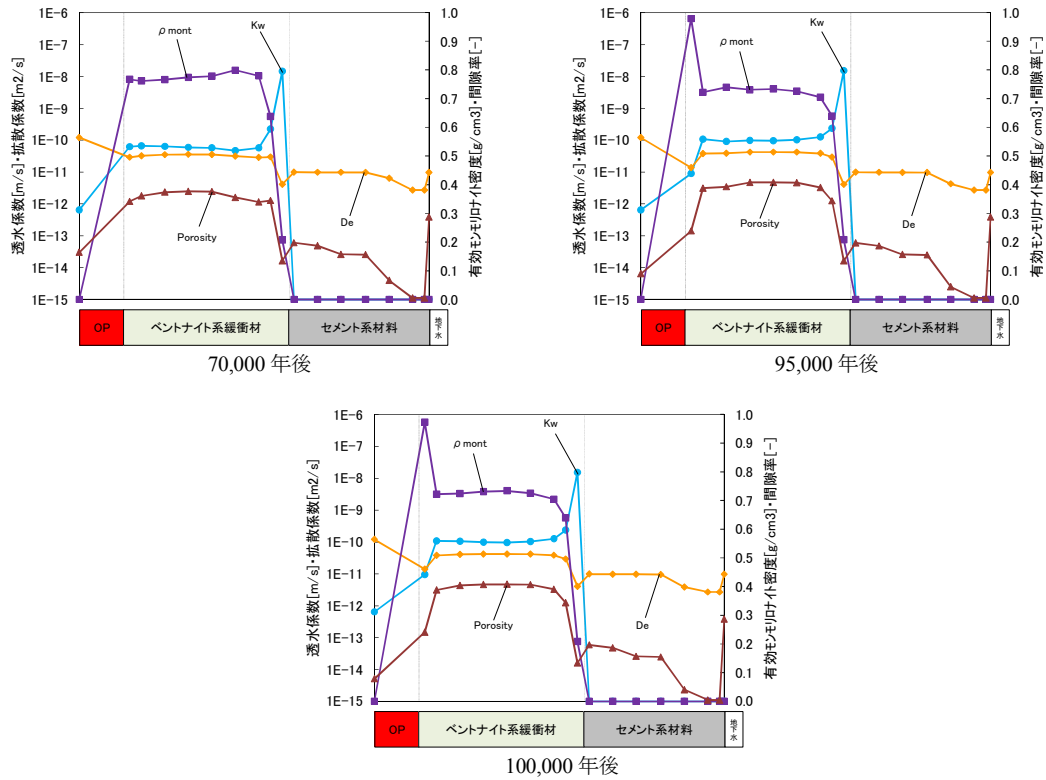 1E-6
1E-7
1E-8
1E-9
1E-10
1E-11
1E-12
1E-13
1E-14
1E-15
透水係数[m/s]・拡散係数[m2/s]
ρmont
Kw
Porosity
De
1.0
0.9
0.8
0.7
0.6
0.5
0.4
0.3
0.2
0.1
0.0
有効モンモリロナイト密度[g/cm3]・間隙率[-]
OP
ベントナイト系緩衝材
セメント系材料
地下水
70,000 年後
1E-6
1E-7
1E-8
1E-9
1E-10
1E-11
1E-12
1E-13
1E-14
1E-15
透水係数[m/s]・拡散係数[m2/s]
ρmont
Kw
Porosity
De
1.0
0.9
0.8
0.7
0.6
0.5
0.4
0.3
0.2
0.1
0.0
有効モンモリロナイト密度[g/cm3]・間隙率[-]
OP
ベントナイト系緩衝材
セメント系材料
地下水
95,000 年後
1E-6
1E-7
1E-8
1E-9
1E-10
1E-11
1E-12
1E-13
1E-14
1E-15
透水係数[m/s]・拡散係数[m2/s]
ρmont
Kw
Porosity
De
1.0
0.9
0.8
0.7
0.6
0.5
0.4
0.3
0.2
0.1
0.0
有効モンモリロナイト密度[g/cm3]・間隙率[-]
OP
ベントナイト系緩衝材
セメント系材料
地下水
100,000 年後